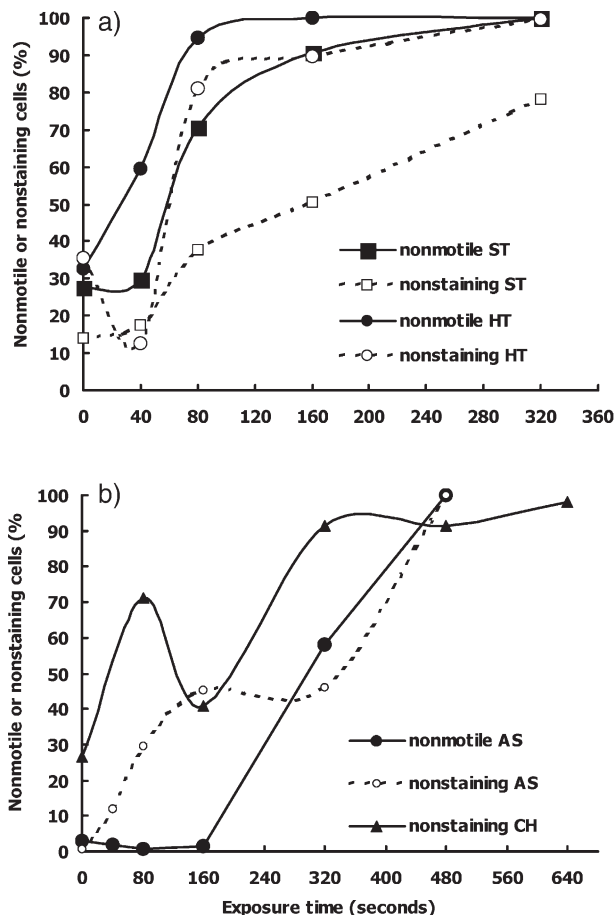 a)
Nonmotile or nonstaining cells (%)
100
90
80
70
60
50
40
30
20
10
0
nonmotile ST
nonstaining ST
nonmotile HT
nonstaining HT
0 40 80 120 160 200 240 280 320 360
b)
Nonmotile or nonstaining cells (%
100
90
80
70
60
50
40
30
20
10
0
nonmotile AS
nonstaining AS
nonstaining CH
0 80 160 240 320 400 480 560 640
Exposure time (seconds)